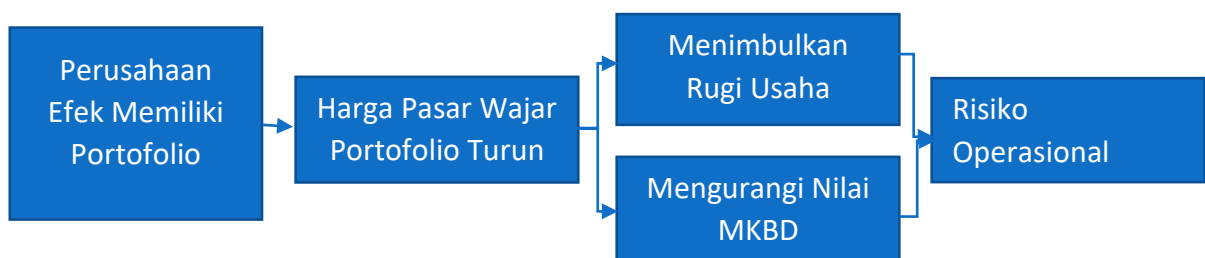 Perusahaan
Efek Memiliki
Portofolio
Harga Pasar Wajar
Portofolio Turun
Menimbulkan
Rugi Usaha
Mengurangi Nilai
MKBD
Risiko
Operasional